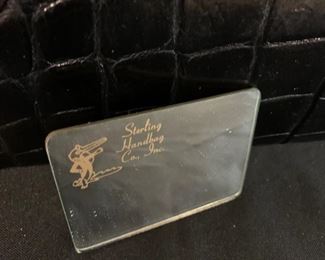 Sterling
Handbag
Co., Inc.